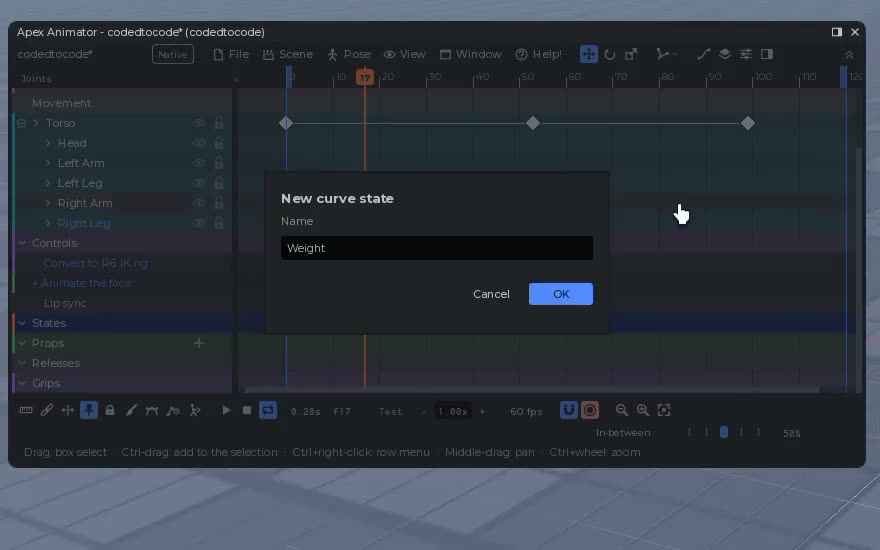 Apex Animator - codedtocode* (codedtocode)
codedtocode* Native File Scene Pose View Window Help!
Joints < 0 10 17 20 30 40 50 60 70 80 90 100 120
Movement
Torso
Head
Left Arm
Left Leg
Right Arm
Right Leg
Controls
Convert to R6 IK rig
+ Animate the face
Lip sync
States
Props +
Releases
Grips
New curve state
Name
Weight
Cancel OK
0.28s f17 Test - 1.00x + 60 fps
In-between 50%
Drag: box select · Ctrl-drag: add to the selection · Ctrl+right-click: row menu · Middle-drag: pan · Ctrl+wheel: zoom